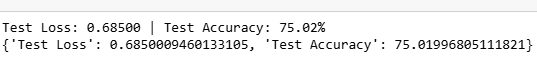 Test Loss: 0.68500 | Test Accuracy: 75.02%
{'Test Loss': 0.6850009460133105, 'Test Accuracy': 75.01996805111821}